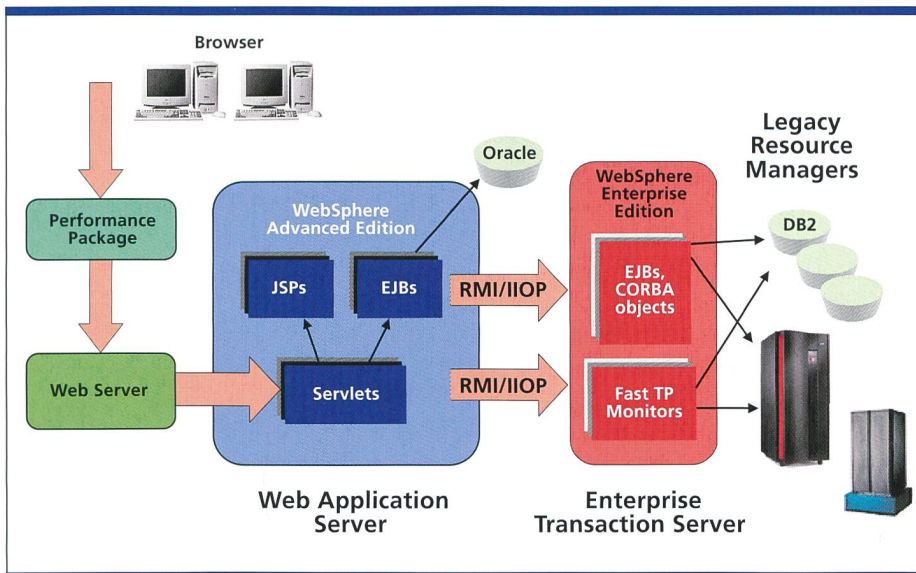 Browser
Legacy
Resource
Managers
Oracle
WebSphere
Advanced Edition
WebSphere
Enterprise
Edition
Performance
Package
DB2
JSPs
EJBs
RMI/IIOP
EJBs,
CORBA
objects
Web Server
Servlets
RMI/IIOP
Fast TP
Monitors
Web Application
Server
Enterprise
Transaction Server